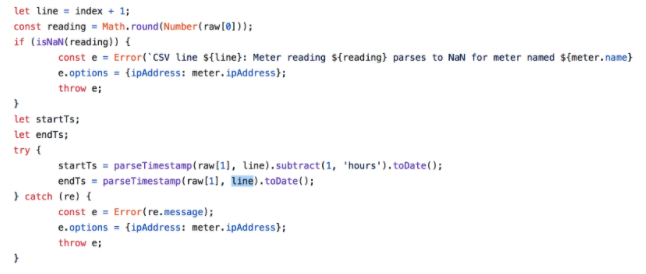 let line = index + 1;
const reading = Math.round(Number(raw[0]));
if (isNaN(reading)) {
const e = Error(`CSV line ${line}: Meter reading ${reading} parses to NaN for meter named ${meter.name}
e.options = {ipAddress: meter.ipAddress};
throw e;
}
let startTs;
let endTs;
try {
startTs = parseTimestamp(raw[1], line).subtract(1, 'hours').toDate();
endTs = parseTimestamp(raw[1], line).toDate();
} catch (re) {
const e = Error(re.message);
e.options = {ipAddress: meter.ipAddress};
throw e;
}